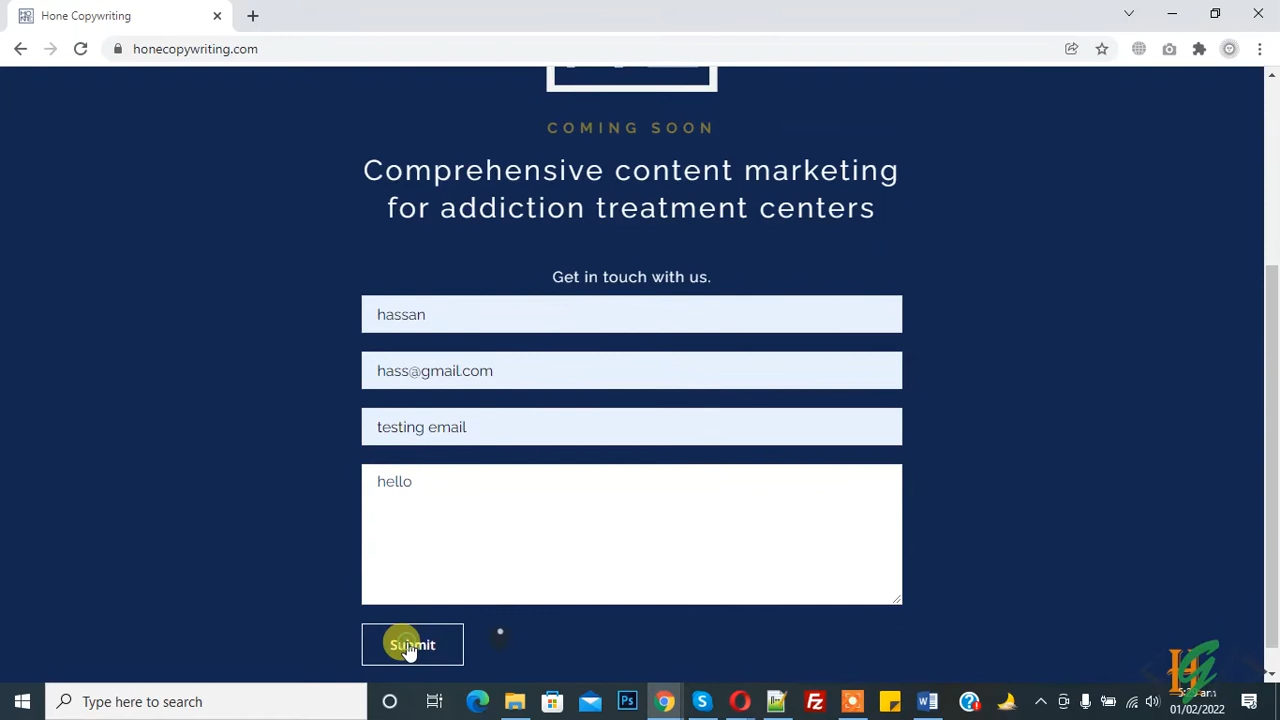 Hone Copywriting
honecopywriting.com
COMING SOON
Comprehensive content marketing
for addiction treatment centers
Get in touch with us.
hassan
hass@gmail.com
testing email
hello
Submit
Type here to search
01/02/2022